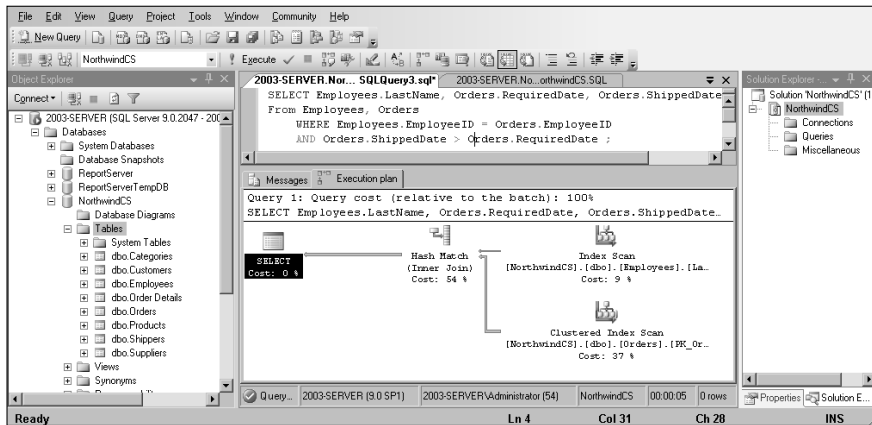 File Edit View Query Project Tools Window Community Help
New Query
NorthwindCS
Execute
Object Explorer
Connect
2003-SERVER (SQL Server 9.0.2047 - 200
Databases
System Databases
Database Snapshots
ReportServer
ReportServerTempDB
NorthwindCS
Database Diagrams
Tables
System Tables
dbo.Categories
dbo.Customers
dbo.Employees
dbo.Order Details
dbo.Orders
dbo.Products
dbo.Shippers
dbo.Suppliers
Views
Synonyms
2003-SERVER.Nor... SQLQuery3.sql* 2003-SERVER.No...orthwindCS.SQL
SELECT Employees.LastName, Orders.RequiredDate, Orders.ShippedDate
From Employees, Orders
WHERE Employees.EmployeeID = Orders.EmployeeID
AND Orders.ShippedDate > Orders.RequiredDate ;
Messages Execution plan
Query 1: Query cost (relative to the batch): 100%
SELECT Employees.LastName, Orders.RequiredDate, Orders.ShippedDate…
SELECT
Cost: 0 %
Hash Match
(Inner Join)
Cost: 54 %
Index Scan
[NorthwindCS].[dbo].[Employees].[La…
Cost: 9 %
Clustered Index Scan
[NorthwindCS].[dbo].[Orders].[PK_Or…
Cost: 37 %
Query... 2003-SERVER (9.0 SP1) 2003-SERVER\Administrator (54) NorthwindCS 00:00:05 0 rows
Solution Explorer -...
Solution 'NorthwindCS' (1
NorthwindCS
Connections
Queries
Miscellaneous
Properties Solution E...
Ready Ln 4 Col 31 Ch 28 INS